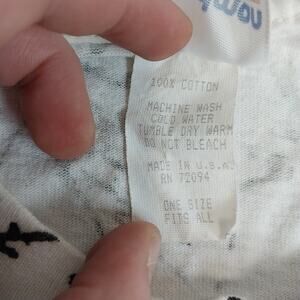 100% COTTON
MACHINE WASH
COLD WATER
TUMBLE DRY WARM
DO NOT BLEACH
MADE IN U.S.A.
RN 72094
ONE SIZE
FITS ALL